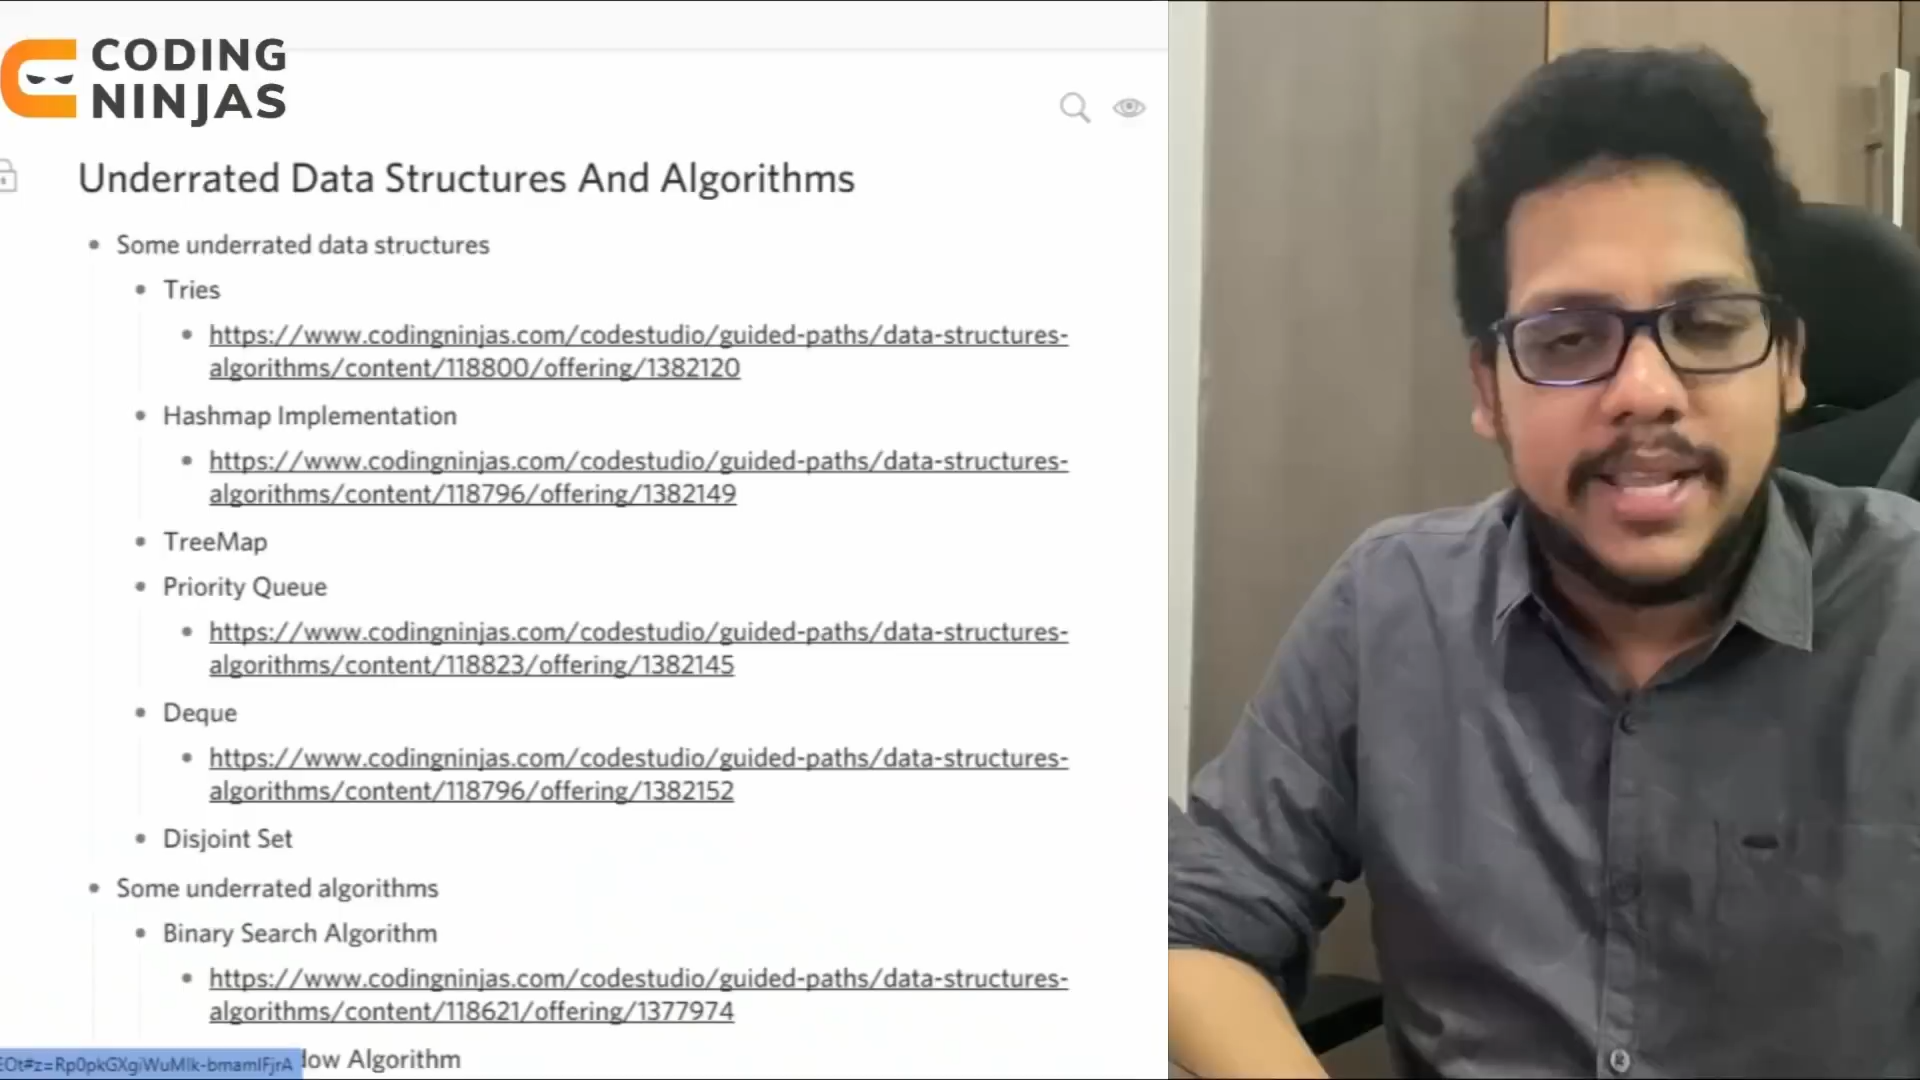 CODING
NINJAS
Underrated Data Structures And Algorithms
Some underrated data structures
Tries
https://www.codingninjas.com/codestudio/guided-paths/data-structures-
algorithms/content/118800/offering/1382120
Hashmap Implementation
https://www.codingninjas.com/codestudio/guided-paths/data-structures-
algorithms/content/118796/offering/1382149
TreeMap
Priority Queue
https://www.codingninjas.com/codestudio/guided-paths/data-structures-
algorithms/content/118823/offering/1382145
Deque
https://www.codingninjas.com/codestudio/guided-paths/data-structures-
algorithms/content/118796/offering/1382152
Disjoint Set
Some underrated algorithms
Binary Search Algorithm
https://www.codingninjas.com/codestudio/guided-paths/data-structures-
algorithms/content/118621/offering/1377974
Algorithm